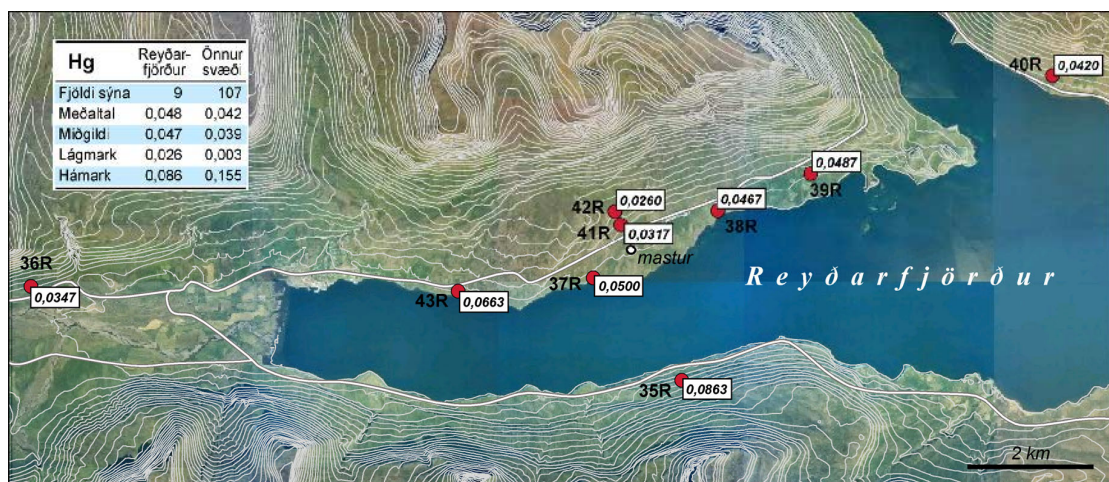 Hg Reyðar- Önnur
fjörður svæði
Fjöldi sýna 9 107
Meðaltal 0,048 0,042
Miðgildi 0,047 0,039
Lágmark 0,026 0,003
Hámark 0,086 0,155
40R 0,0420
39R 0,0487
42R 0,0260
38R 0,0467
41R 0,0317
mastur
36R 0,0347
37R 0,0500
43R 0,0663
Reyðarfjörður
35R 0,0863
2 km